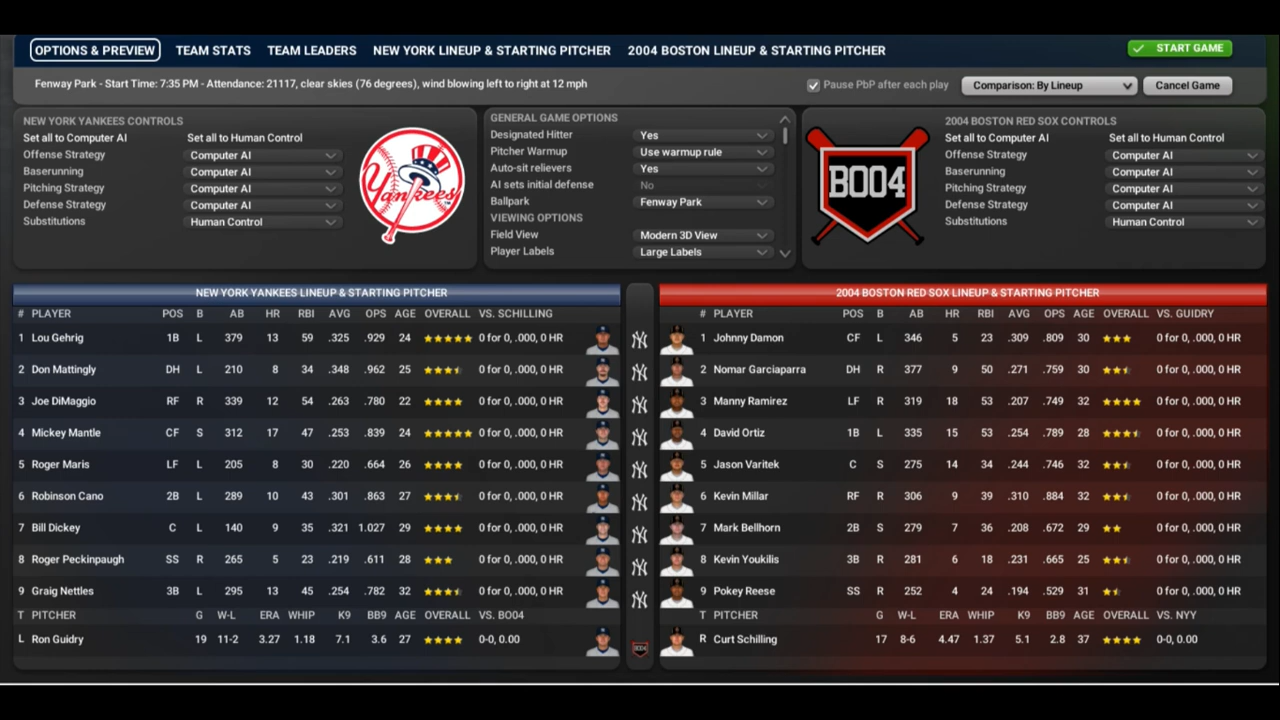 OPTIONS & PREVIEW TEAM STATS TEAM LEADERS NEW YORK LINEUP & STARTING PITCHER 2004 BOSTON LINEUP & STARTING PITCHER START GAME
Fenway Park - Start Time: 7:35 PM - Attendance: 21117, clear skies (76 degrees), wind blowing left to right at 12 mph Pause PbP after each play Comparison: By Lineup Cancel Game
NEW YORK YANKEES CONTROLS
Set all to Computer AI Set all to Human Control
Offense Strategy Computer AI
Baserunning Computer AI
Pitching Strategy Computer AI
Defense Strategy Computer AI
Substitutions Human Control
Yankees
GENERAL GAME OPTIONS
Designated Hitter Yes
Pitcher Warmup Use warmup rule
Auto-sit relievers Yes
AI sets initial defense No
Ballpark Fenway Park
VIEWING OPTIONS
Field View Modern 3D View
Player Labels Large Labels
BO04
2004 BOSTON RED SOX CONTROLS
Set all to Computer AI Set all to Human Control
Offense Strategy Computer AI
Baserunning Computer AI
Pitching Strategy Computer AI
Defense Strategy Computer AI
Substitutions Human Control
NEW YORK YANKEES LINEUP & STARTING PITCHER
# PLAYER POS B AB HR RBI AVG OPS AGE OVERALL VS. SCHILLING
1 Lou Gehrig 1B L 379 13 59 .325 .929 24 0 for 0, .000, 0 HR
2 Don Mattingly DH L 210 8 34 .348 .962 25 0 for 0, .000, 0 HR
3 Joe DiMaggio RF R 339 12 54 .263 .780 22 0 for 0, .000, 0 HR
4 Mickey Mantle CF S 312 17 47 .253 .839 24 0 for 0, .000, 0 HR
5 Roger Maris LF L 205 8 30 .220 .664 26 0 for 0, .000, 0 HR
6 Robinson Cano 2B L 289 10 43 .301 .863 27 0 for 0, .000, 0 HR
7 Bill Dickey C L 140 9 35 .321 1.027 29 0 for 0, .000, 0 HR
8 Roger Peckinpaugh SS R 265 5 23 .219 .611 28 0 for 0, .000, 0 HR
9 Graig Nettles 3B L 295 13 45 .254 .782 32 0 for 0, .000, 0 HR
T PITCHER G W-L ERA WHIP K9 BB9 AGE OVERALL VS. BO04
L Ron Guidry 19 11-2 3.27 1.18 7.1 3.6 27 0-0, 0.00
NY
NY
NY
NY
NY
NY
NY
NY
NY
BO04
2004 BOSTON RED SOX LINEUP & STARTING PITCHER
# PLAYER POS B AB HR RBI AVG OPS AGE OVERALL VS. GUIDRY
1 Johnny Damon CF L 346 5 23 .309 .809 30 0 for 0, .000, 0 HR
2 Nomar Garciaparra DH R 377 9 50 .271 .759 30 0 for 0, .000, 0 HR
3 Manny Ramirez LF R 319 18 53 .207 .749 32 0 for 0, .000, 0 HR
4 David Ortiz 1B L 335 15 53 .254 .789 28 0 for 0, .000, 0 HR
5 Jason Varitek C S 275 14 34 .244 .746 32 0 for 0, .000, 0 HR
6 Kevin Millar RF R 306 9 39 .310 .884 32 0 for 0, .000, 0 HR
7 Mark Bellhorn 2B S 279 7 36 .208 .672 29 0 for 0, .000, 0 HR
8 Kevin Youkilis 3B R 281 6 18 .231 .665 25 0 for 0, .000, 0 HR
9 Pokey Reese SS R 252 4 24 .194 .529 31 0 for 0, .000, 0 HR
T PITCHER G W-L ERA WHIP K9 BB9 AGE OVERALL VS. NYY
R Curt Schilling 17 8-6 4.47 1.37 5.1 2.8 37 0-0, 0.00